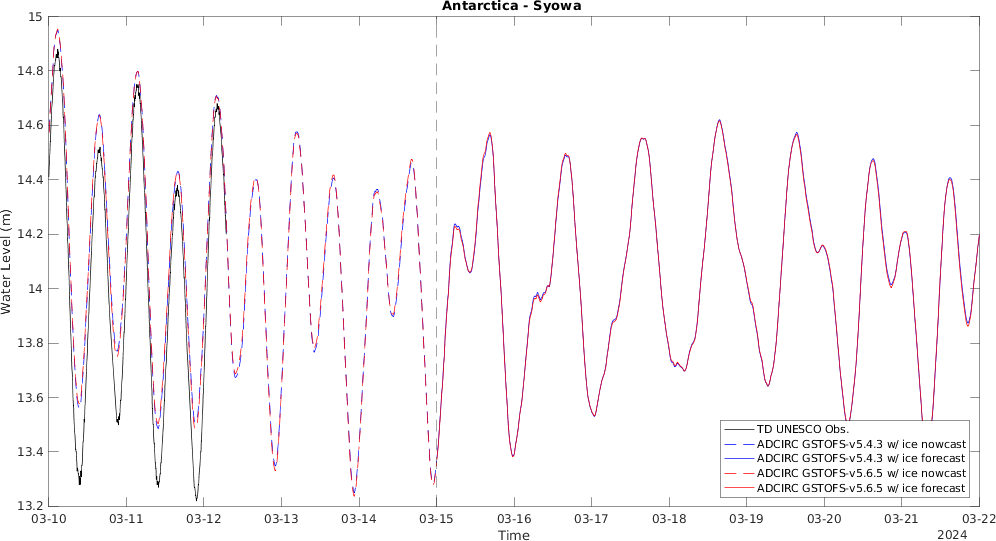 Antarctica - Syowa
15
14.8
14.6
14.4
14.2
14
13.8
13.6
13.4
13.2
Water Level (m)
TD UNESCO Obs.
ADCIRC GSTOFS-v5.4.3 w/ ice nowcast
ADCIRC GSTOFS-v5.4.3 w/ ice forecast
ADCIRC GSTOFS-v5.6.5 w/ ice nowcast
ADCIRC GSTOFS-v5.6.5 w/ ice forecast
03-10 03-11 03-12 03-13 03-14 03-15 03-16 03-17 03-18 03-19 03-20 03-21 03-22
Time
2024